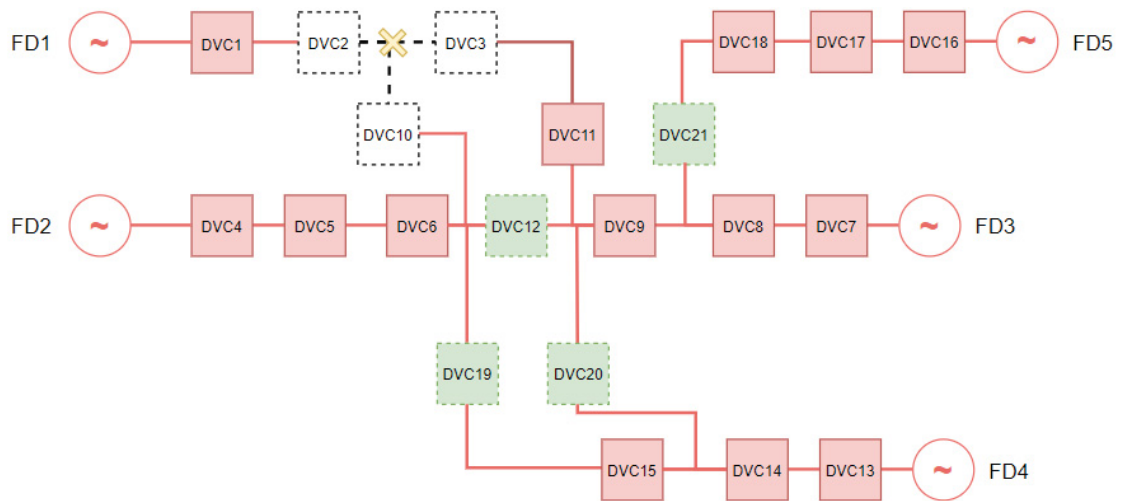 FD1 ~ DVC1 DVC2 DVC3 DVC18 DVC17 DVC16 ~ FD5
DVC10 DVC11 DVC21
FD2 ~ DVC4 DVC5 DVC6 DVC12 DVC9 DVC8 DVC7 ~ FD3
DVC19 DVC20
DVC15 DVC14 DVC13 ~ FD4